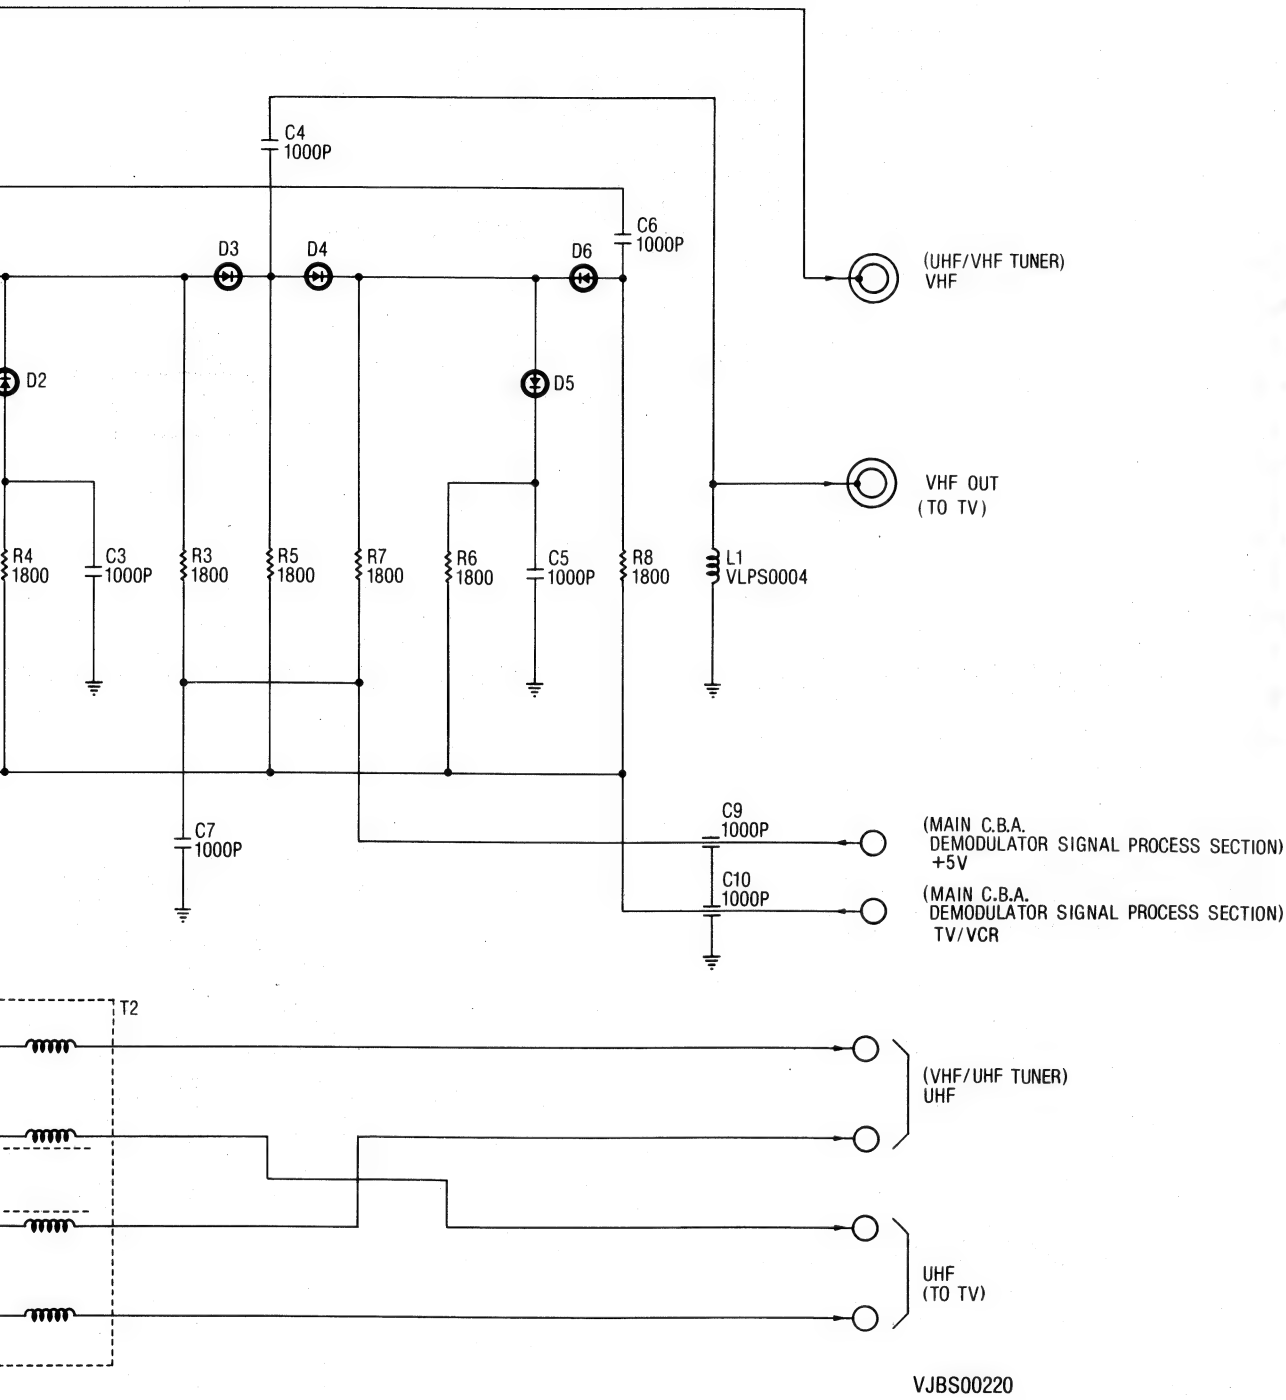 C4
1000P
C6
1000P
D3
D4
D6
(UHF/VHF TUNER)
VHF
D2
D5
VHF OUT
(TO TV)
R4
1800
C3
1000P
R3
1800
R5
1800
R7
1800
R6
1800
C5
1000P
R8
1800
L1
VLPS0004
C7
1000P
C9
1000P
(MAIN C.B.A.
DEMODULATOR SIGNAL PROCESS SECTION)
+5V
C10
1000P
(MAIN C.B.A.
DEMODULATOR SIGNAL PROCESS SECTION)
TV/VCR
T2
(VHF/UHF TUNER)
UHF
UHF
(TO TV)
VJBS00220